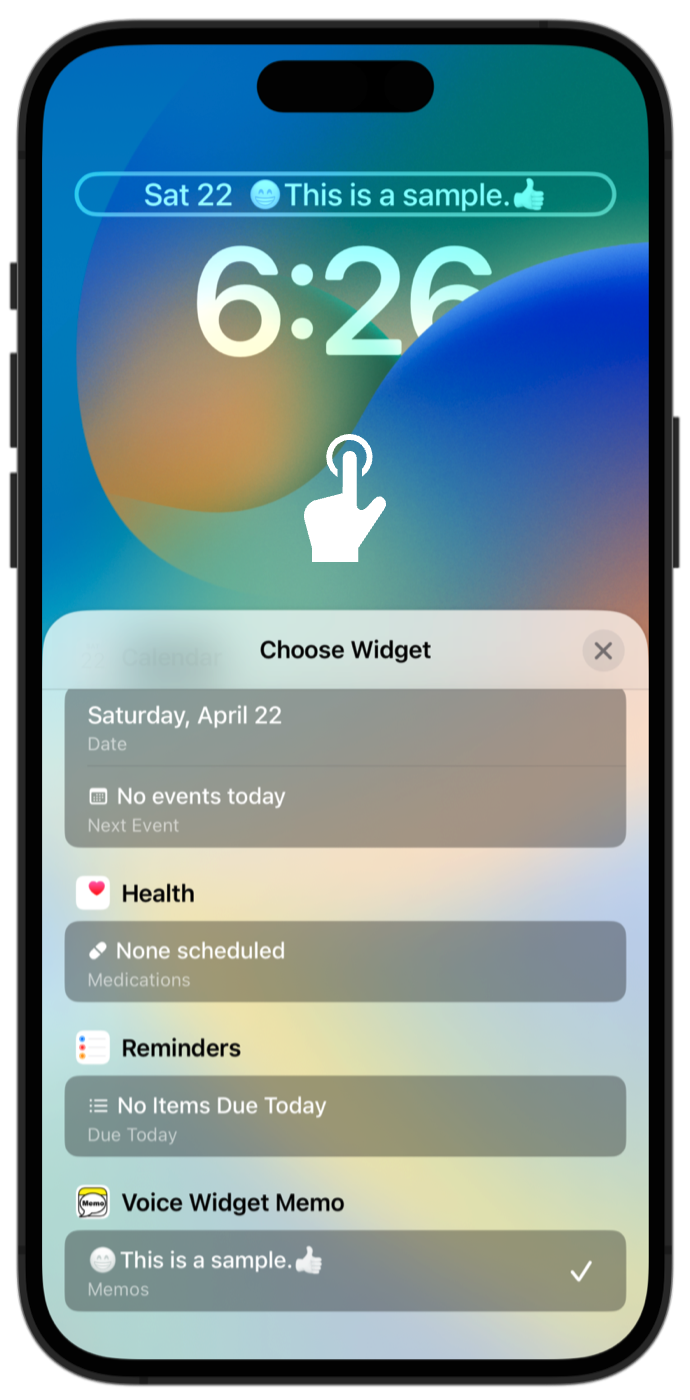 Sat 22 😁This is a sample.👍
6:26
22 Calendar
Choose Widget
Saturday, April 22
Date
No events today
Next Event
Health
None scheduled
Medications
Reminders
No Items Due Today
Due Today
Memo
Voice Widget Memo
😁This is a sample.👍
Memos